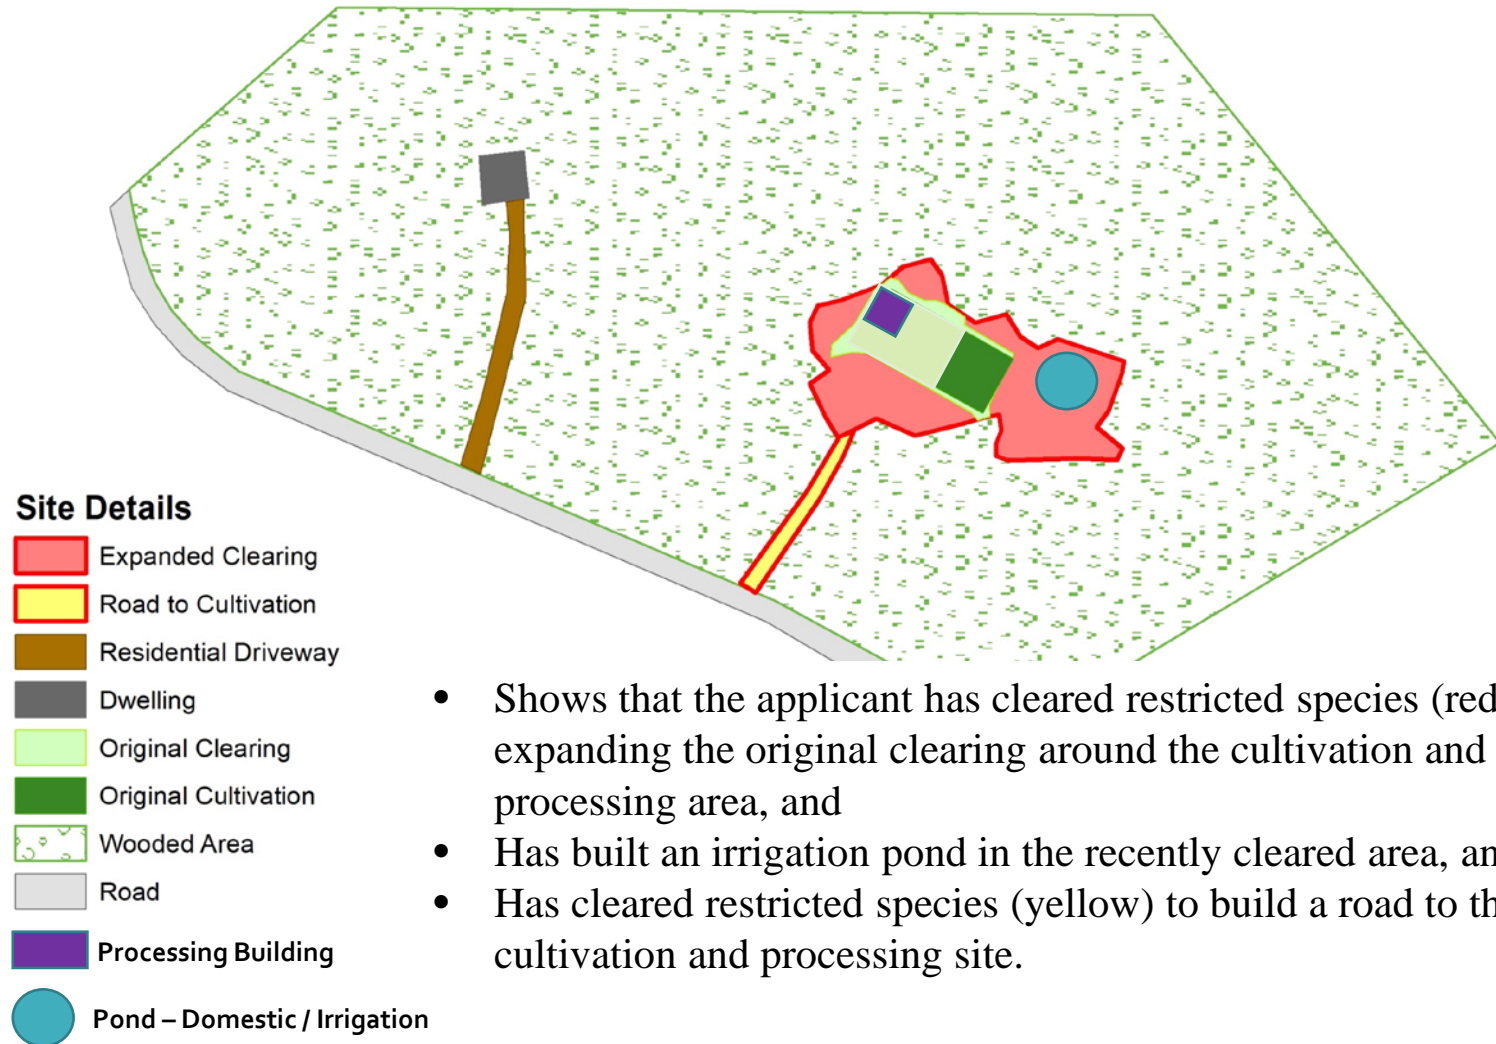 Site Details
Expanded Clearing
Road to Cultivation
Residential Driveway
Dwelling
Original Clearing
Original Cultivation
Wooded Area
Road
Processing Building
Pond – Domestic / Irrigation
• Shows that the applicant has cleared restricted species (red
expanding the original clearing around the cultivation and
processing area, and
• Has built an irrigation pond in the recently cleared area, an
• Has cleared restricted species (yellow) to build a road to th
cultivation and processing site.